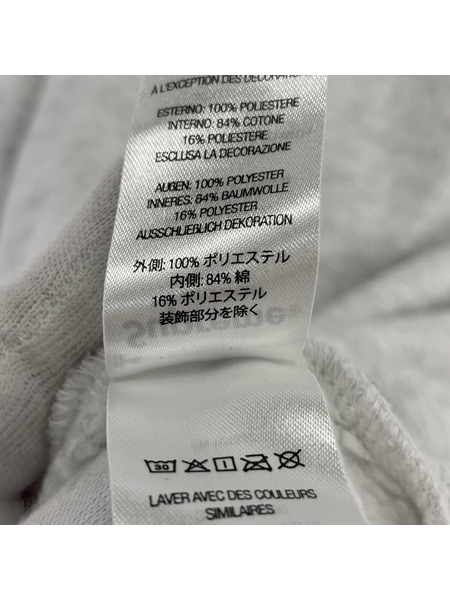 À L'EXCEPTION DES DÉCORATION
ESTERNO: 100% POLIESTERE
INTERNO: 84% COTONE
16% POLIESTERE
ESCLUSA LA DECORAZIONE
AUßEN: 100% POLYESTER
INNERES: 84% BAUMWOLLE
16% POLYESTER
AUSSCHLIEßLICH DEKORATION
外側: 100% ポリエステル
内側: 84% 綿
16% ポリエステル
装飾部分を除く
30
LAVER AVEC DES COULEURS
SIMILAIRES